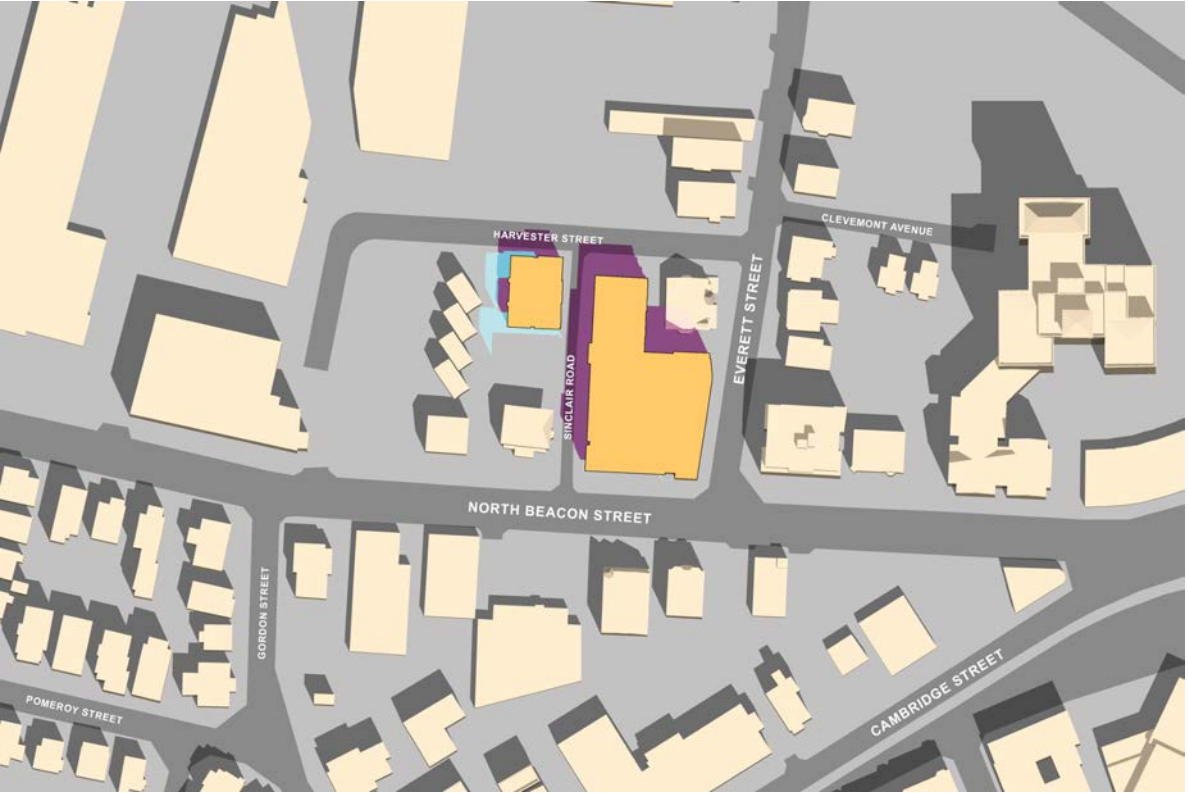 CLEVEMONT AVENUE
HARVESTER STREET
EVERETT STREET
SINCLAIR ROAD
NORTH BEACON STREET
GORDON STREET
CAMBRIDGE STREET
POMEROY STREET